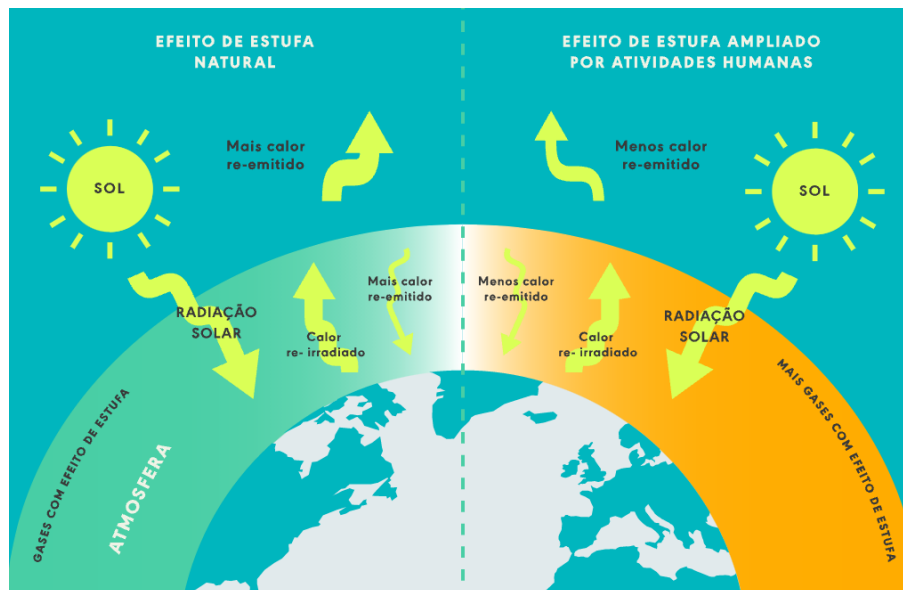 EFEITO DE ESTUFA
NATURAL
Mais calor
re-emitido
SOL
RADIAÇÃO
SOLAR
Calor
re- irradiado
Mais calor
re-emitido
GASES COM EFEITO DE ESTUFA
ATMOSFERA
EFEITO DE ESTUFA AMPLIADO
POR ATIVIDADES HUMANAS
Menos calor
re-emitido
SOL
Menos calor
re-emitido
Calor
re- irradiado
RADIAÇÃO
SOLAR
MAIS GASES COM EFEITO DE ESTUFA